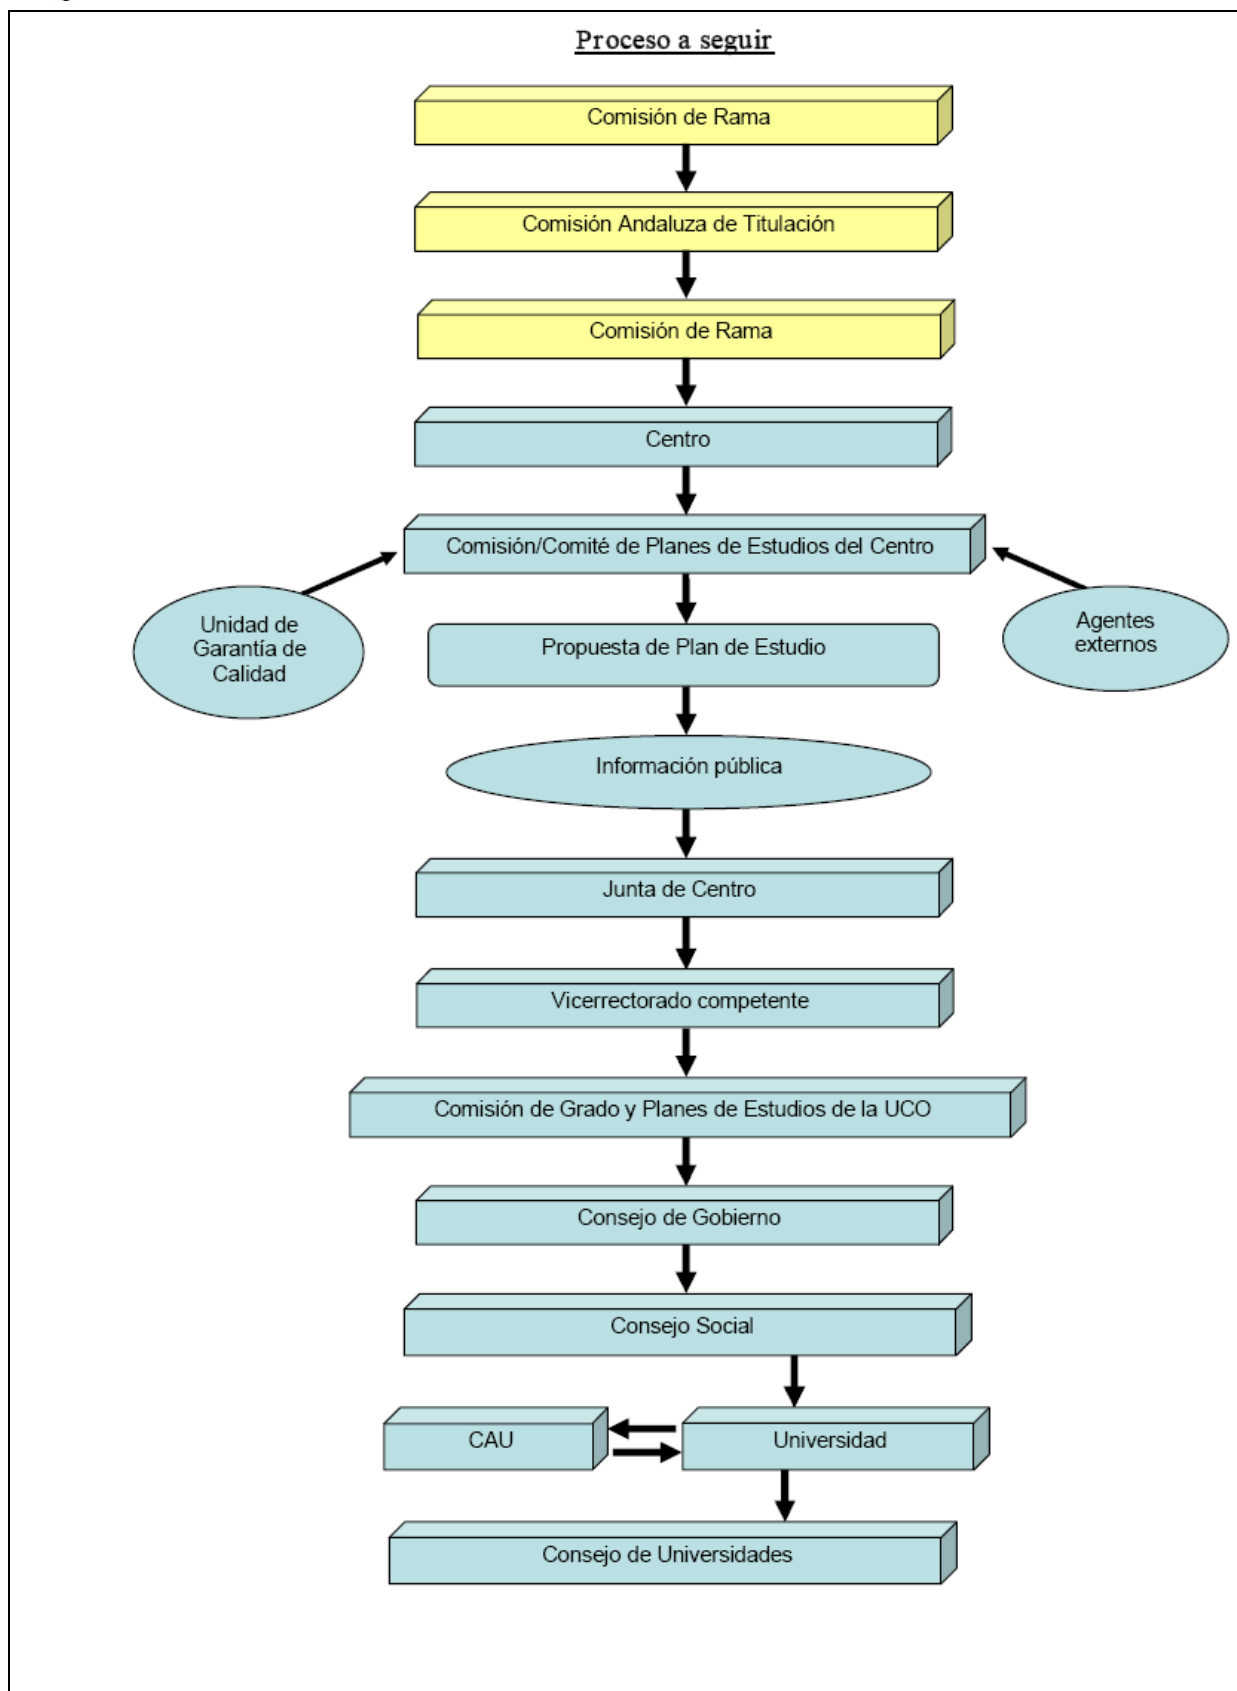 Proceso a seguir
Comisión de Rama
Comisión Andaluza de Titulación
Comisión de Rama
Centro
Comisión/Comité de Planes de Estudios del Centro
Unidad de
Garantía de
Calidad
Propuesta de Plan de Estudio
Agentes
externos
Información pública
Junta de Centro
Vicerrectorado competente
Comisión de Grado y Planes de Estudios de la UCO
Consejo de Gobierno
Consejo Social
CAU
Universidad
Consejo de Universidades